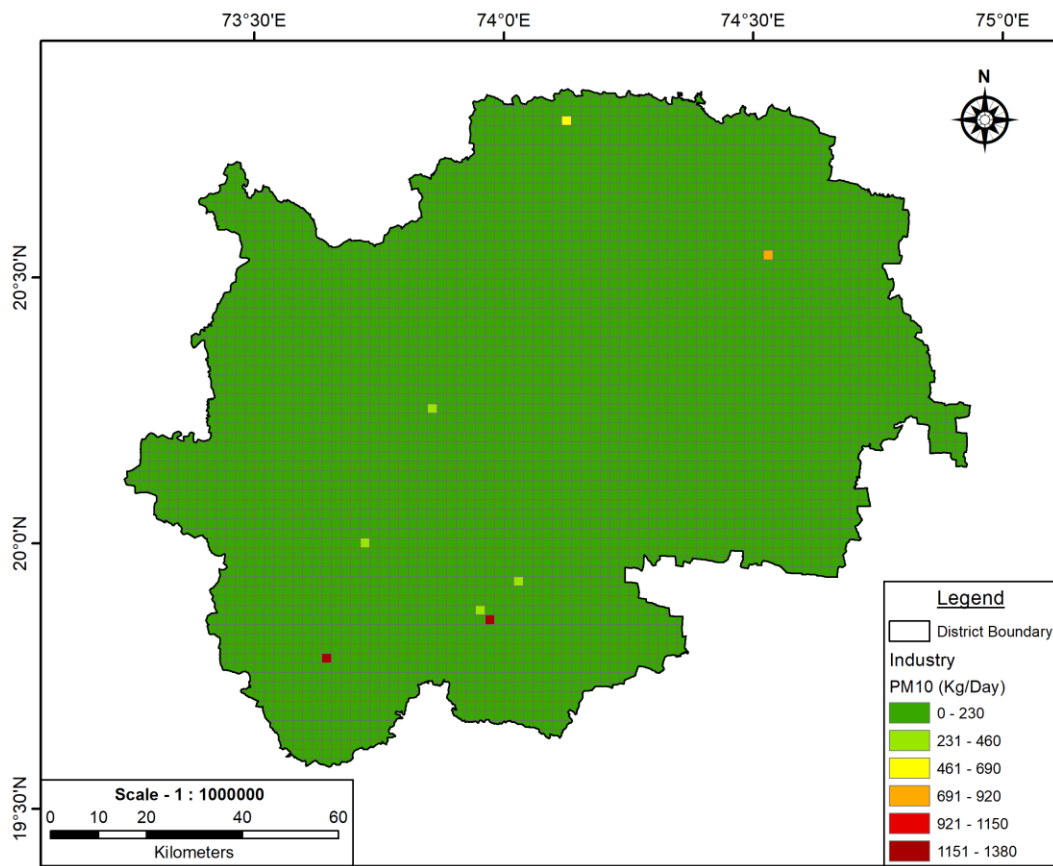 73°30'E 74°0'E 74°30'E 75°0'E
N
20°30'N
20°0'N
19°30'N
Legend
District Boundary
Industry
PM10 (Kg/Day)
0 - 230
231 - 460
461 - 690
691 - 920
921 - 1150
1151 - 1380
Scale - 1 : 1000000
0 10 20 40 60
Kilometers